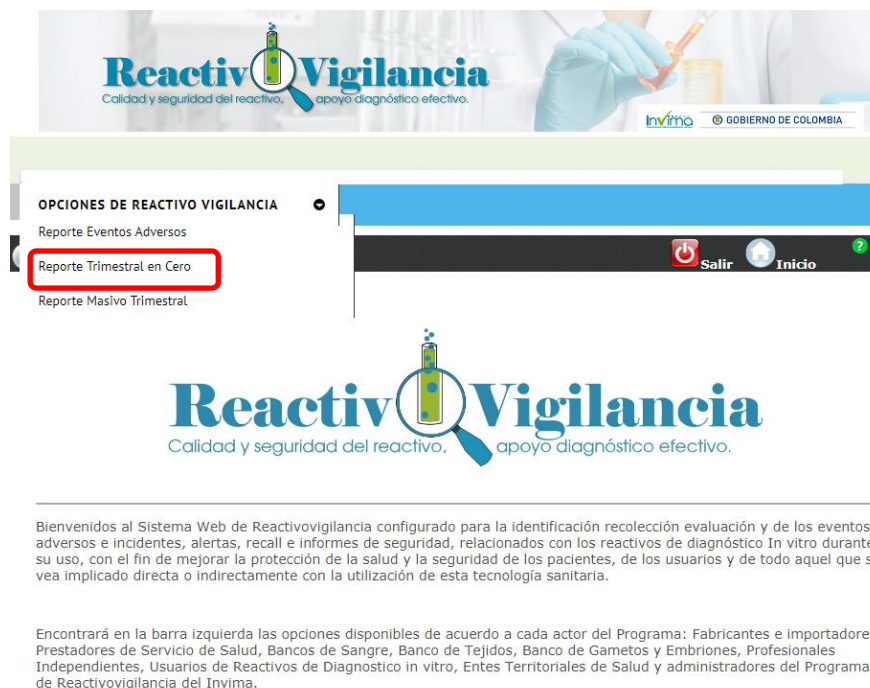 Reactiv Vigilancia
Calidad y seguridad del reactivo, apoyo diagnóstico efectivo.
Invima GOBIERNO DE COLOMBIA
OPCIONES DE REACTIVO VIGILANCIA
Reporte Eventos Adversos
Reporte Trimestral en Cero
Salir Inicio ?
Reporte Masivo Trimestral
Reactiv Vigilancia
Calidad y seguridad del reactivo, apoyo diagnóstico efectivo.
Bienvenidos al Sistema Web de Reactivovigilancia configurado para la identificación recolección evaluación y de los eventos
adversos e incidentes, alertas, recall e informes de seguridad, relacionados con los reactivos de diagnóstico In vitro durante
su uso, con el fin de mejorar la protección de la salud y la seguridad de los pacientes, de los usuarios y de todo aquel que s
vea implicado directa o indirectamente con la utilización de esta tecnología sanitaria.
Encontrará en la barra izquierda las opciones disponibles de acuerdo a cada actor del Programa: Fabricantes e importadore
Prestadores de Servicio de Salud, Bancos de Sangre, Banco de Tejidos, Banco de Gametos y Embriones, Profesionales
Independientes, Usuarios de Reactivos de Diagnostico in vitro, Entes Territoriales de Salud y administradores del Programa
de Reactivovigilancia del Invima.